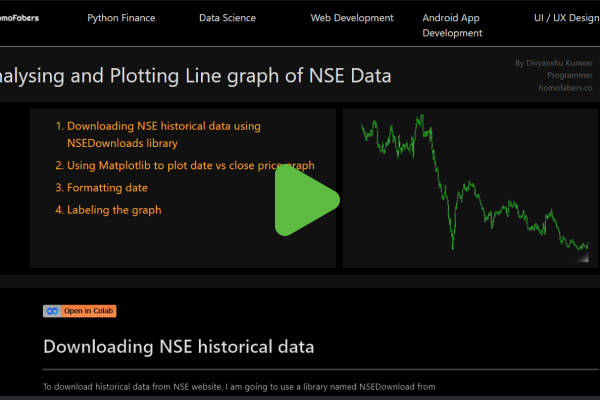 omoFabers
Python Finance
Data Science
Web Development
Android App
Development
UI / UX Design
nalysing and Plotting Line graph of NSE Data
By Divyanshu Kunwar
Programmer
homofabers.co
1. Downloading NSE historical data using
NSEDownloads library
2. Using Matplotlib to plot date vs close price graph
3. Formatting date
4. Labeling the graph
Open in Colab
Downloading NSE historical data
To download historical data from NSE website, I am going to use a library named NSEDownload from